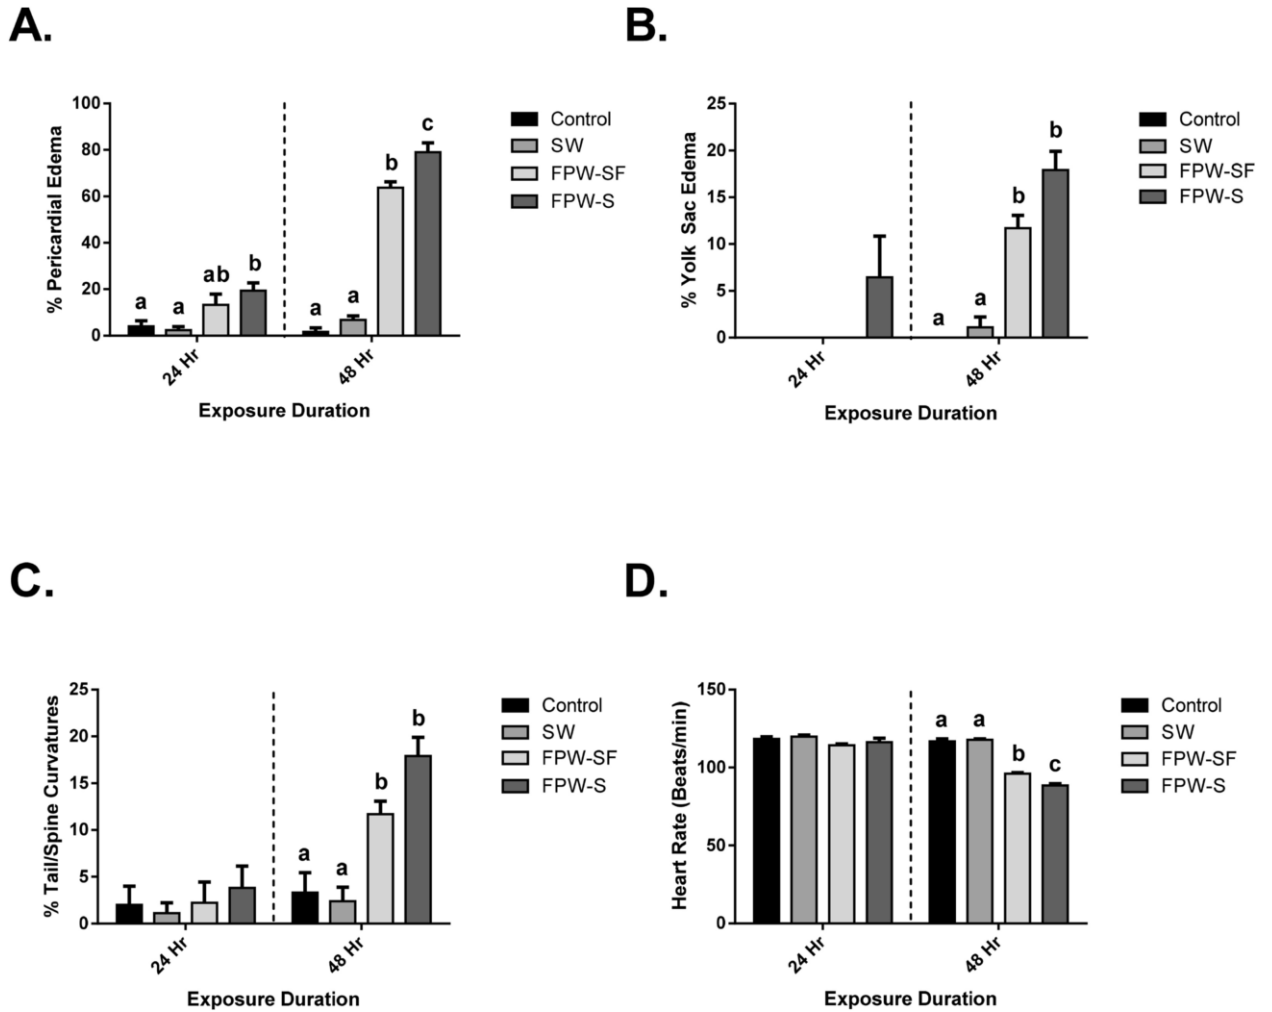 A.
% Pericardial Edema
100
80
60
40
20
0
a
a
ab
b
a
a
b
c
24 Hr
48 Hr
Exposure Duration
Control
SW
FPW-SF
FPW-S
B.
% Yolk Sac Edema
25
20
15
10
5
0
a
a
b
b
24 Hr
48 Hr
Exposure Duration
Control
SW
FPW-SF
FPW-S
C.
% Tail/Spine Curvatures
25
20
15
10
5
0
a
a
b
b
24 Hr
48 Hr
Exposure Duration
Control
SW
FPW-SF
FPW-S
D.
Heart Rate (Beats/min)
150
100
50
0
a
a
b
c
24 Hr
48 Hr
Exposure Duration
Control
SW
FPW-SF
FPW-S